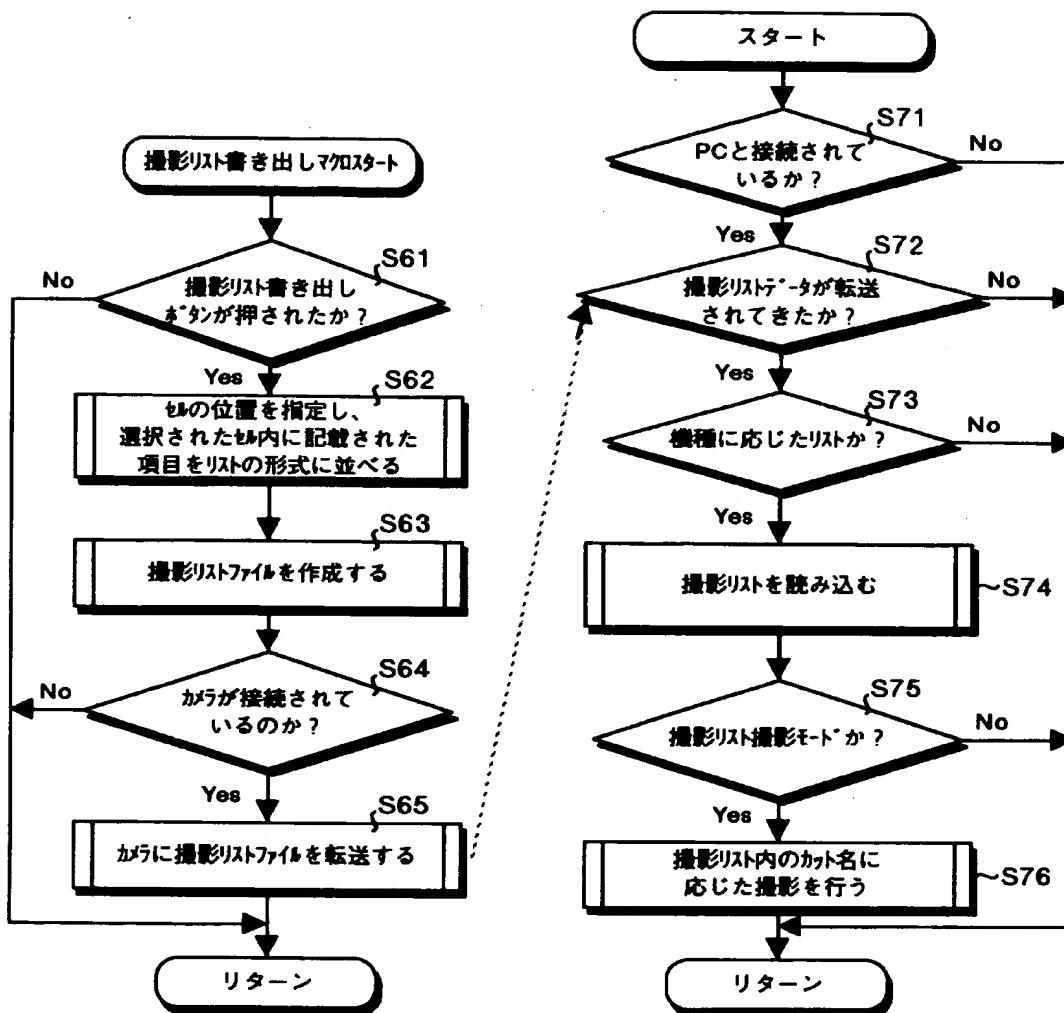 撮影リスト書き出しマクロスタート
S61
No
撮影リスト書き出し
ボタンが押されたか?
Yes
S62
セルの位置を指定し、
選択されたセル内に記載された
項目をリストの形式に並べる
S63
撮影リストファイルを作成する
S64
No
カメラが接続されて
いるのか?
Yes
S65
カメラに撮影リストファイルを転送する
リターン
スタート
S71
PCと接続されて
いるか?
No
Yes
S72
撮影リストデータが転送
されてきたか?
No
Yes
S73
機種に応じたリストか?
No
Yes
撮影リストを読み込む
S74
S75
撮影リスト撮影モードか?
No
Yes
撮影リスト内のカット名に
応じた撮影を行う
S76
リターン